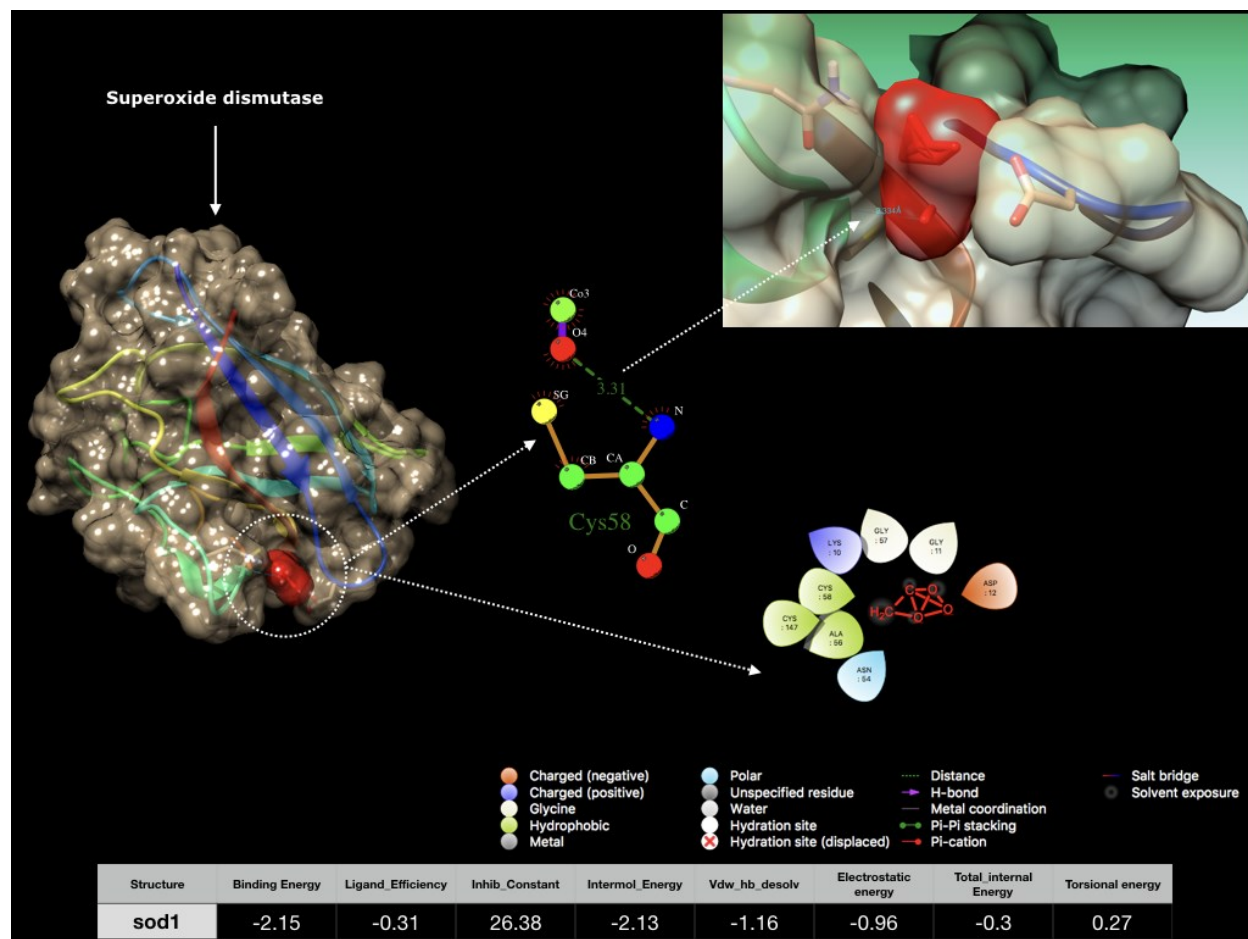 Superoxide dismutase
Co3
O4
3.31
SG
N
CB
CA
C
Cys58
O
LYS
: 10
GLY
: 57
GLY
: 11
ASP
: 12
CYS
: 58
CYS
: 147
ALA
: 56
ASN
: 54
H₂C
C
O
O
O
O
Charged (negative)
Charged (positive)
Glycine
Hydrophobic
Metal
Polar
Unspecified residue
Water
Hydration site
Hydration site (displaced)
Distance
H-bond
Metal coordination
Pi-Pi stacking
Pi-cation
Salt bridge
Solvent exposure
Structure Binding Energy Ligand_Efficiency Inhib_Constant Intermol_Energy Vdw_hb_desolv Electrostatic energy Total_internal Energy Torsional energy
sod1 -2.15 -0.31 26.38 -2.13 -1.16 -0.96 -0.3 0.27